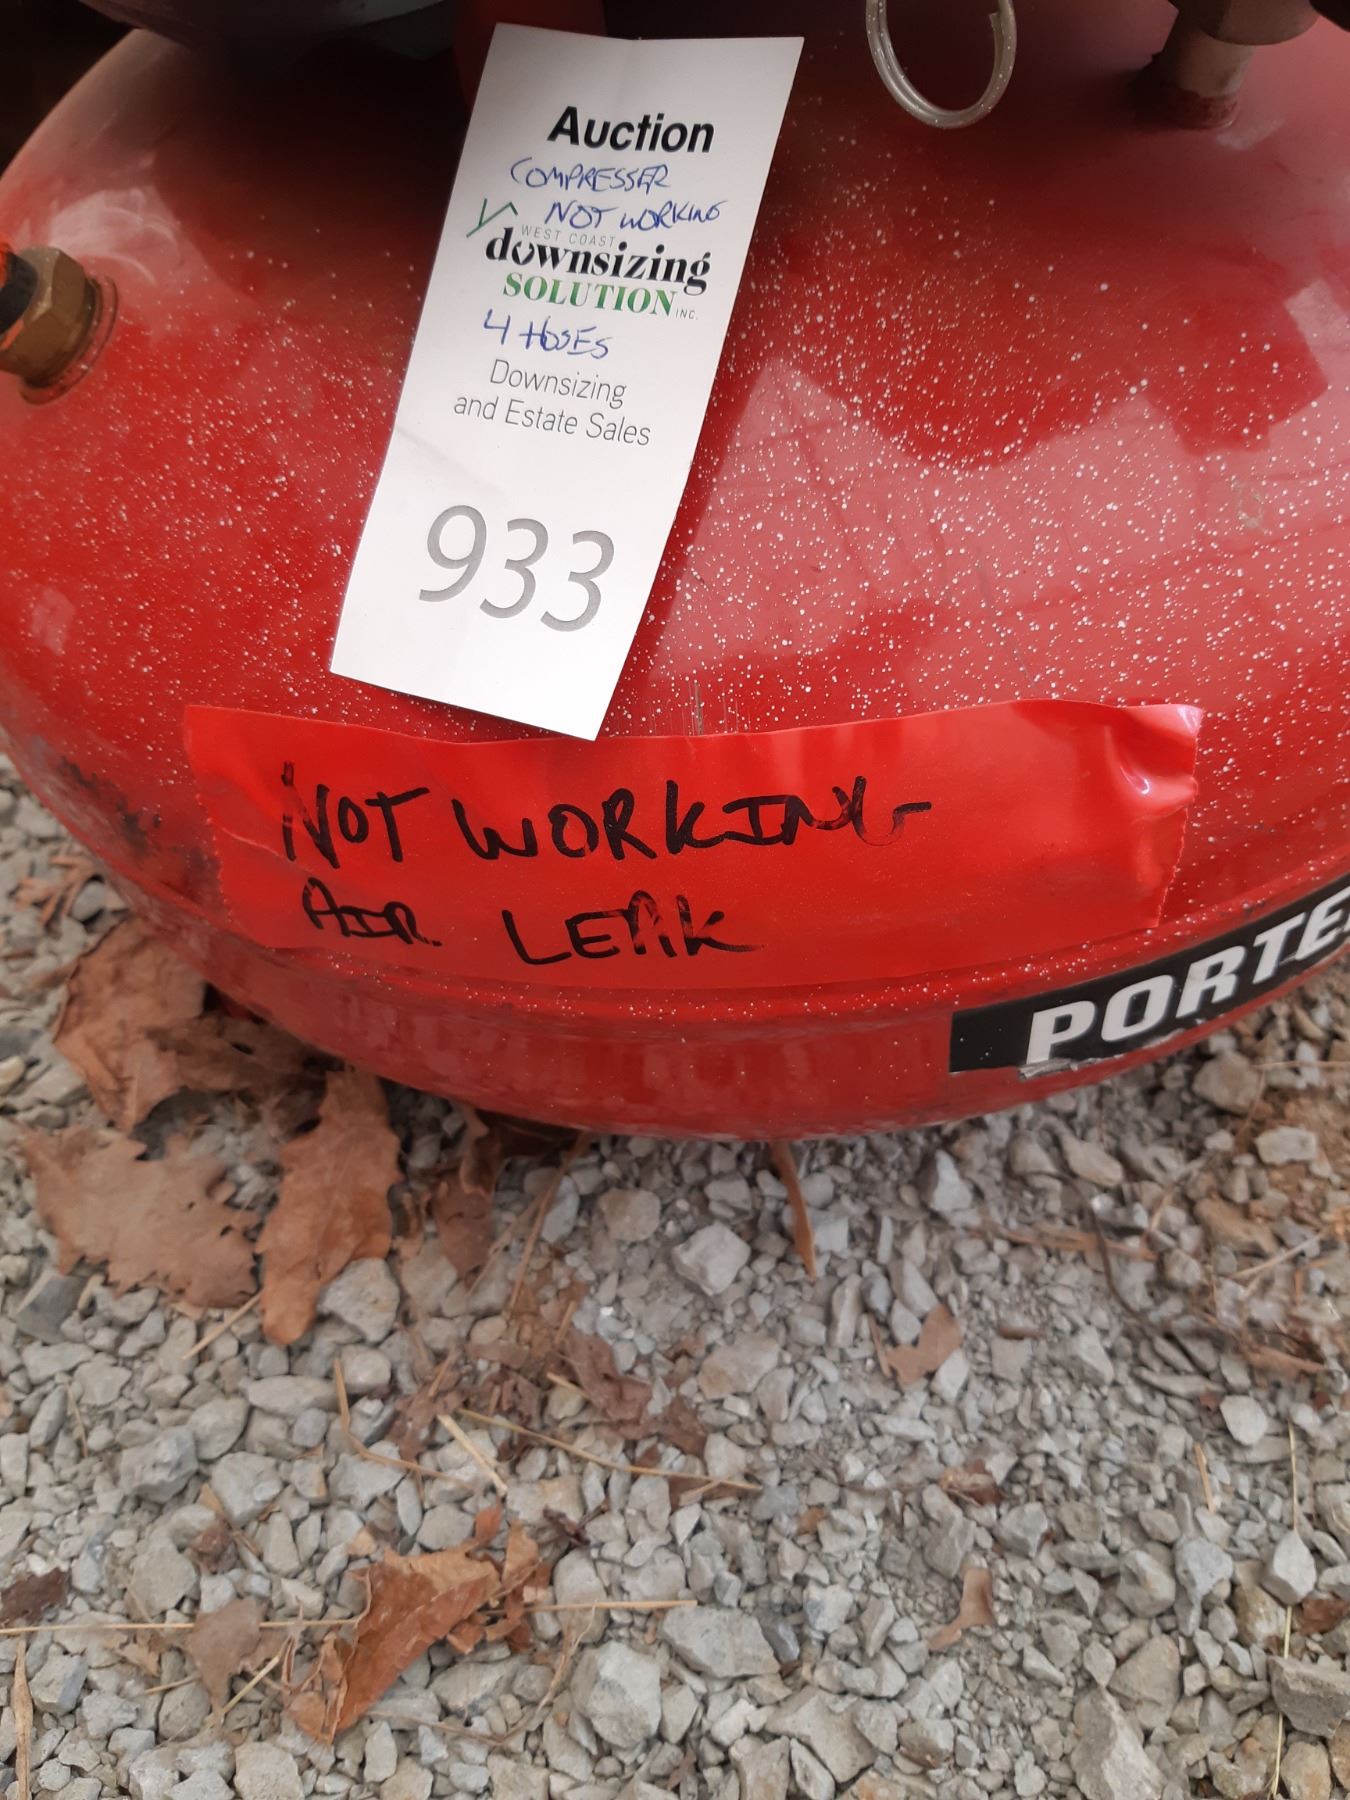 Auction
COMPRESSER
NOT WORKING
WEST COAST
downsizing
SOLUTION INC.
4 HOSES
Downsizing
and Estate Sales
933
NOT WORKING
AIR LEAK
PORTE